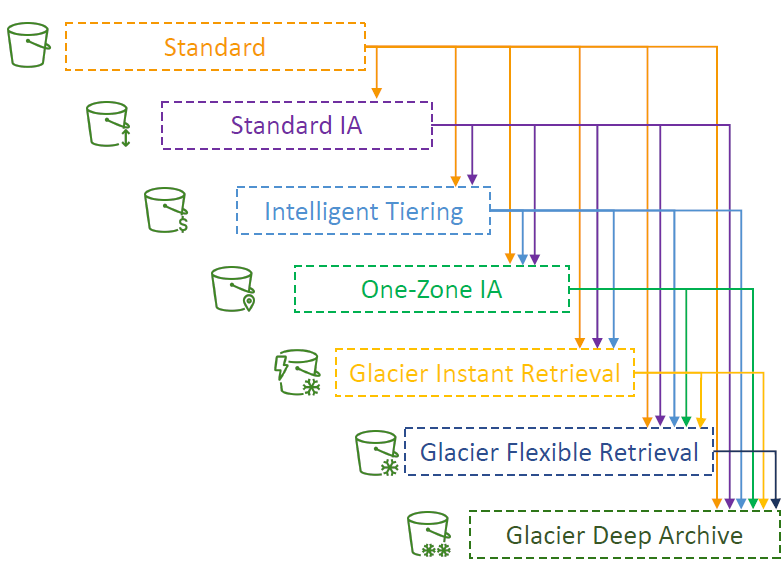 Standard
Standard IA
Intelligent Tiering
One-Zone IA
Glacier Instant Retrieval
Glacier Flexible Retrieval
Glacier Deep Archive